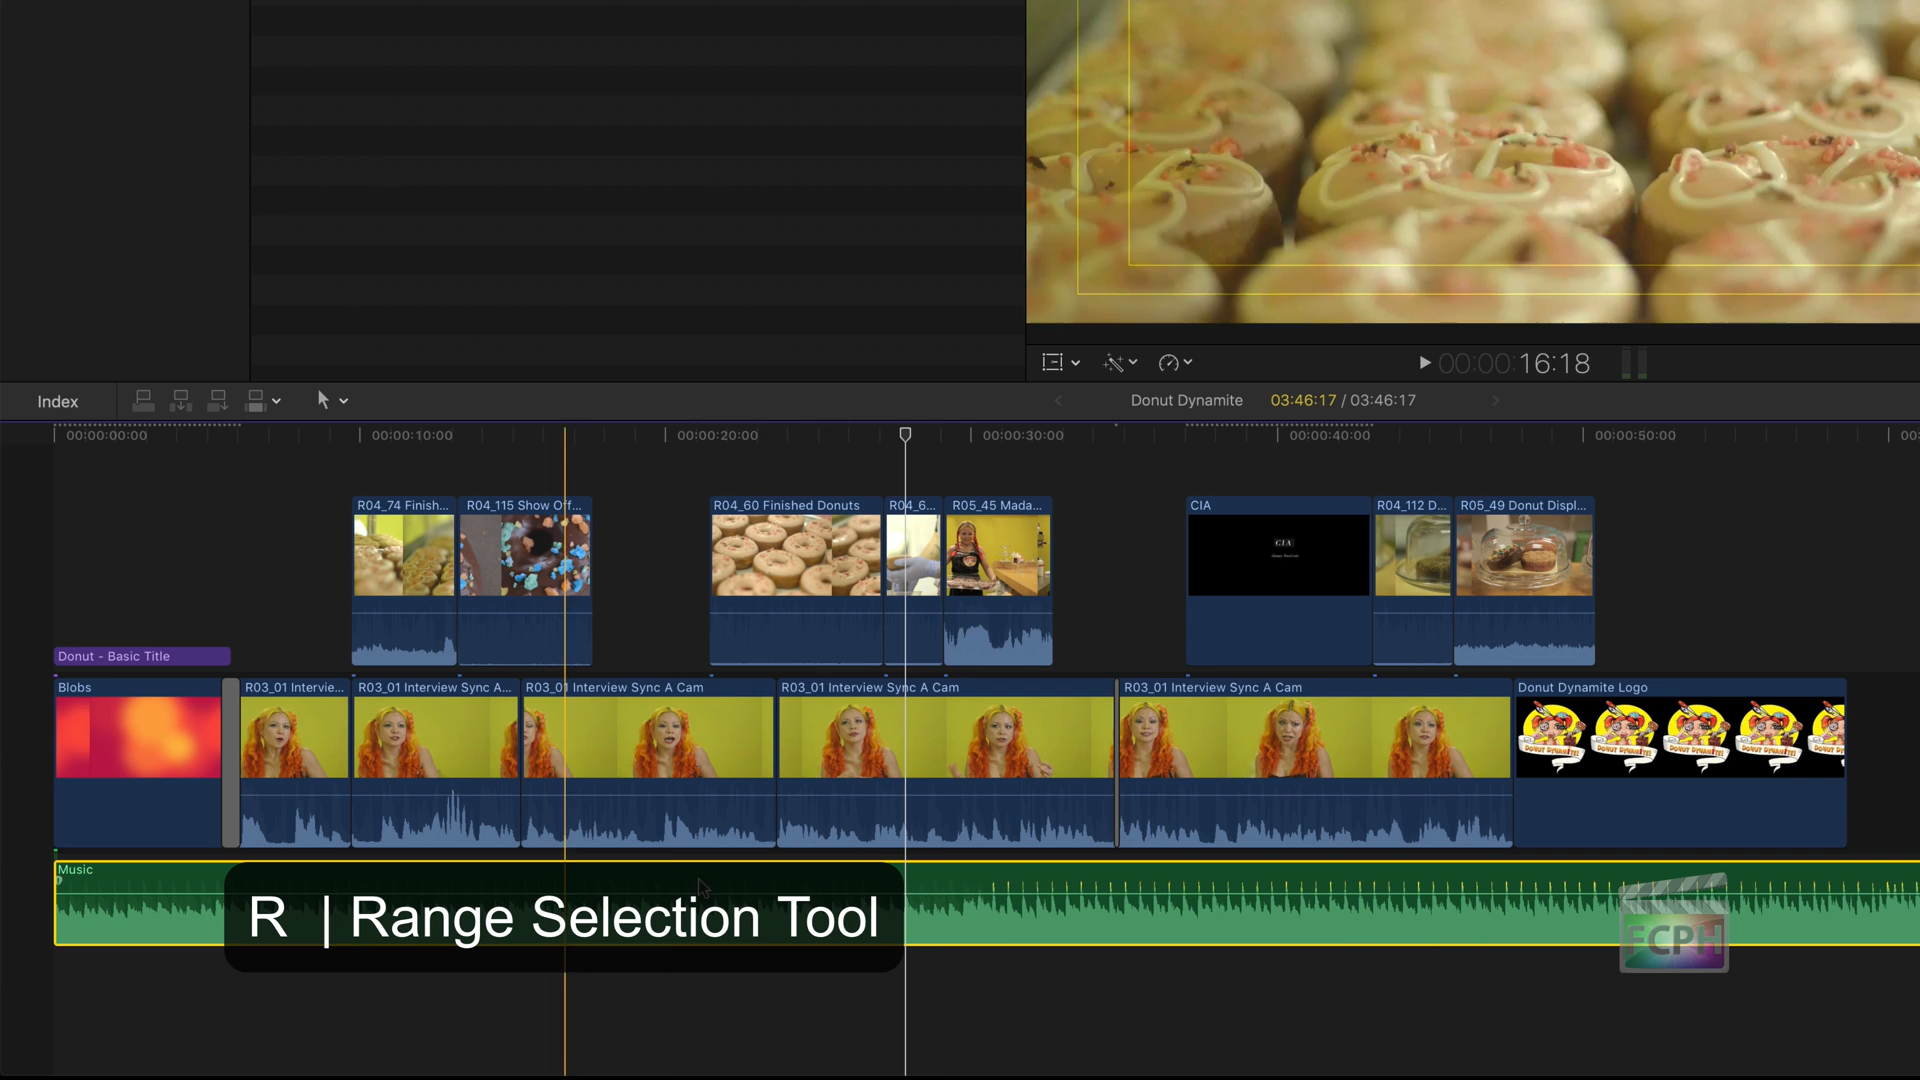 00:00:00:16:18
Index
Donut Dynamite
03:46:17 / 03:46:17
00:00:00:00
00:00:10:00
00:00:20:00
00:00:30:00
00:00:40:00
00:00:50:00
00:
R04_74 Finish...
R04_115 Show Off...
R04_60 Finished Donuts
R04_6...
R05_45 Mada...
CIA
R04_112 D...
R05_49 Donut Displ...
CIA
Donut - Basic Title
Blobs
R03_01 Intervie...
R03_01 Interview Sync A...
R03_01 Interview Sync A Cam
R03_01 Interview Sync A Cam
R03_01 Interview Sync A Cam
Donut Dynamite Logo
Music
R | Range Selection Tool
FCPH